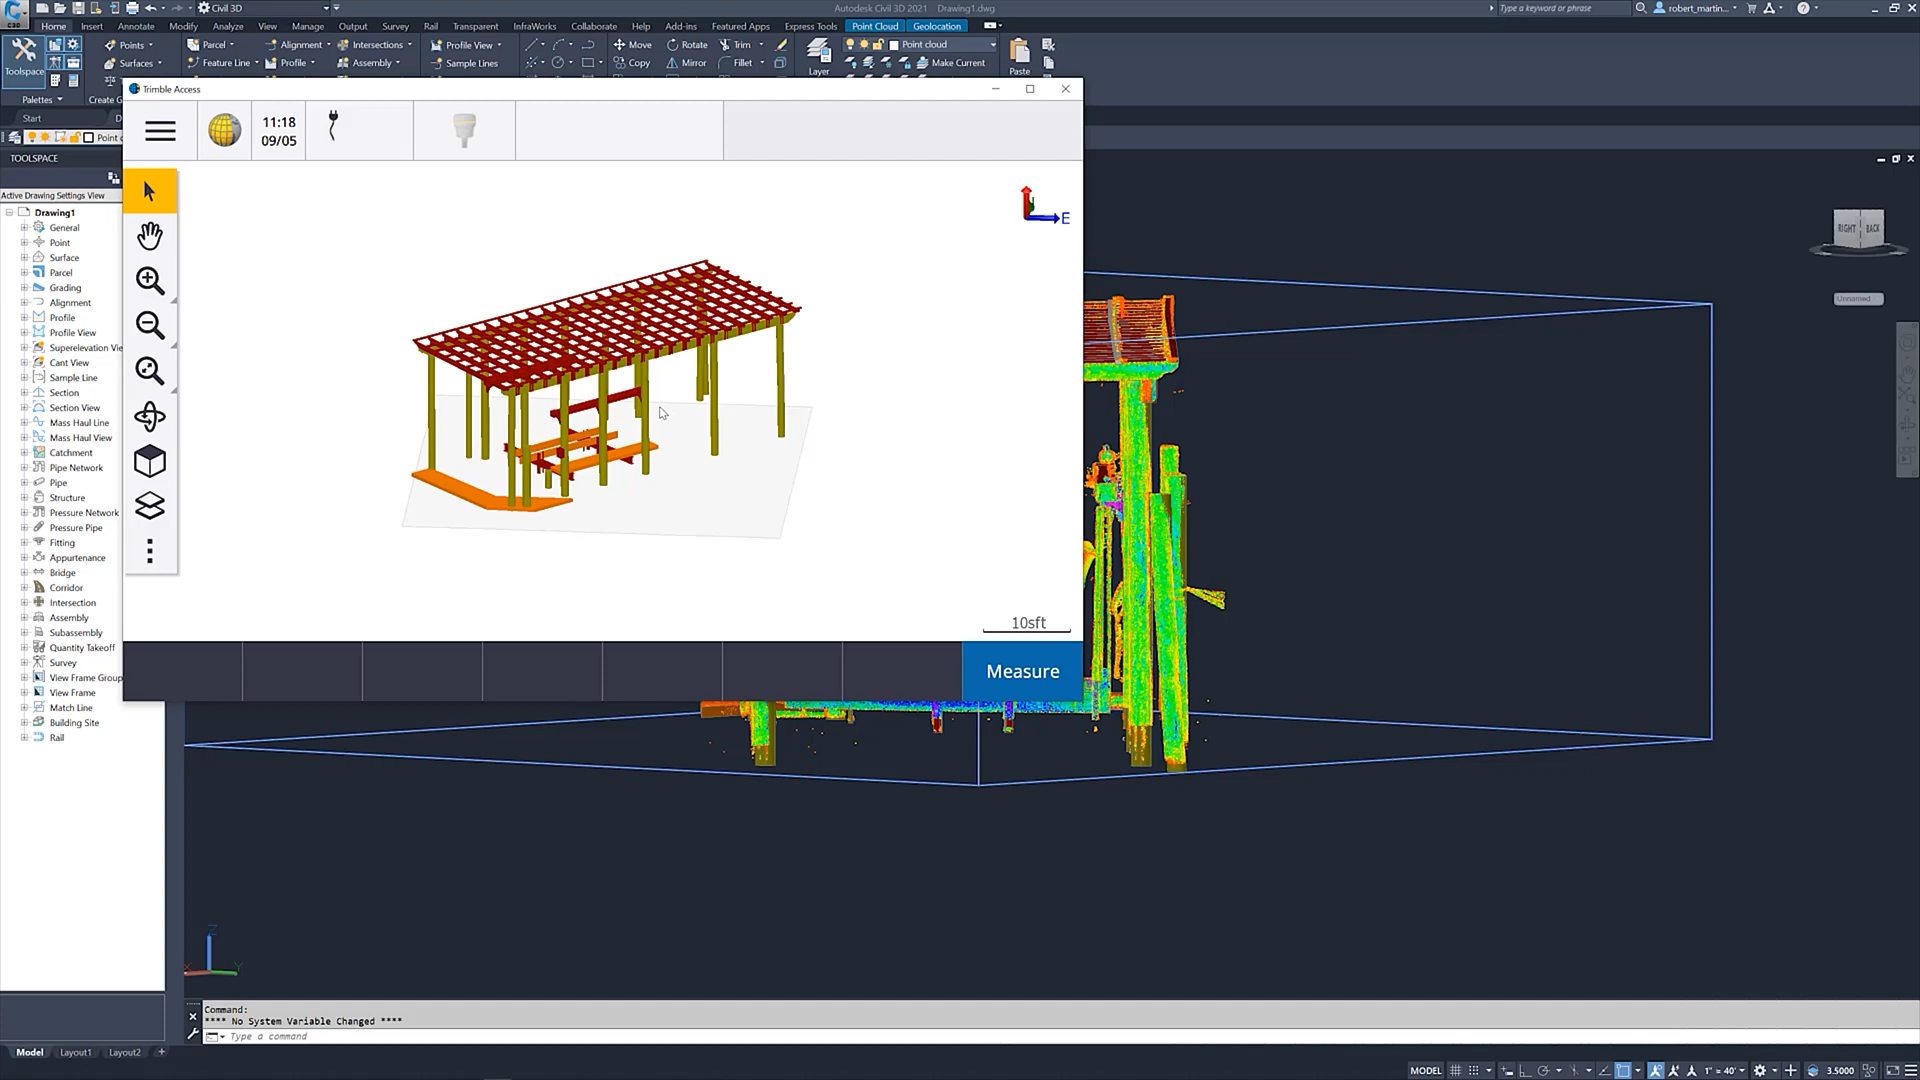 Civil 3D
Autodesk Civil 3D 2021 Drawing1.dwg
Type a keyword or phrase
robert_martin...
Home Insert Annotate Modify Analyze View Manage Output Survey Rail Transparent InfraWorks Collaborate Help Add-ins Featured Apps Express Tools Point Cloud Geolocation
Points Parcel Alignment Intersections Profile View Move Rotate Trim Point cloud
Toolspace Surfaces Feature Line Profile Assembly Sample Lines Copy Mirror Fillet Layer Make Current Paste
Palettes Create G
Start D
Point c
TOOLSPACE
Active Drawing Settings View
Drawing1
General
Point
Surface
Parcel
Grading
Alignment
Profile
Profile View
Superelevation Vie
Cant View
Sample Line
Section
Section View
Mass Haul Line
Mass Haul View
Catchment
Pipe Network
Pipe
Structure
Pressure Network
Pressure Pipe
Fitting
Appurtenance
Bridge
Corridor
Intersection
Assembly
Subassembly
Quantity Takeoff
Survey
View Frame Group
View Frame
Match Line
Building Site
Rail
Trimble Access
11:18
09/05
E
10sft
Measure
RIGHT BACK
Unnamed
Z
X Y
Command:
**** No System Variable Changed ****
Type a command
Model Layout1 Layout2 +
MODEL 1" = 40' 3.5000